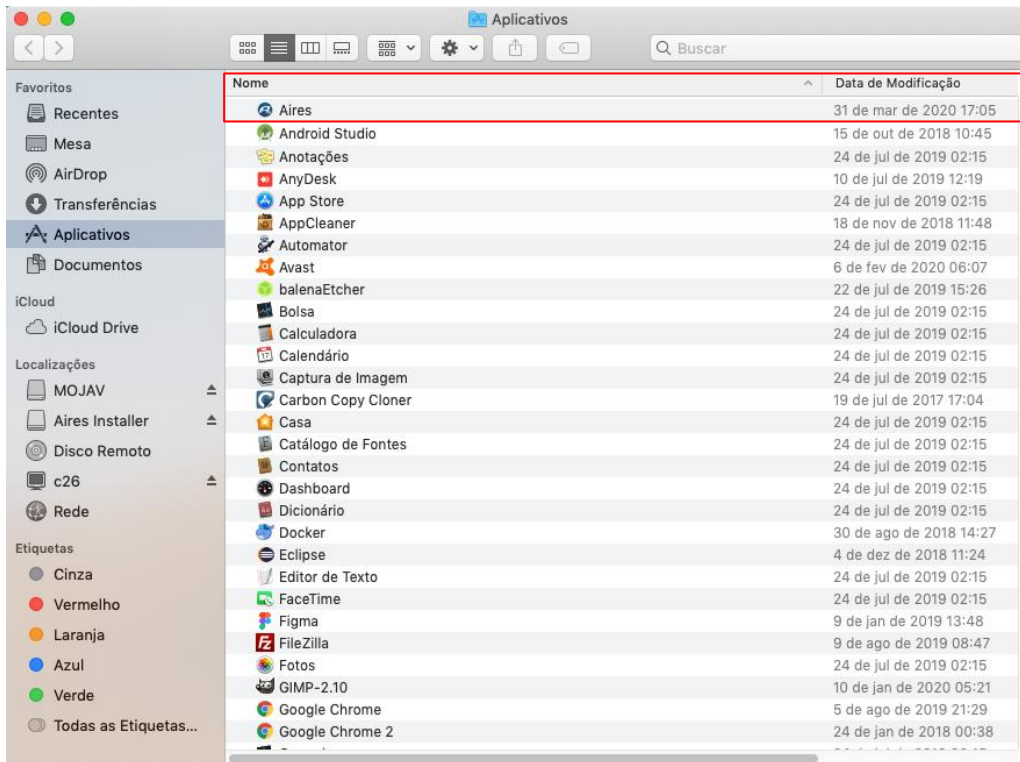 Aplicativos
Buscar
Favoritos
Recentes
Mesa
AirDrop
Transferências
Aplicativos
Documentos
iCloud
iCloud Drive
Localizações
MOJAV
Aires Installer
Disco Remoto
c26
Rede
Etiquetas
Cinza
Vermelho
Laranja
Azul
Verde
Todas as Etiquetas...
Nome Data de Modificação
Aires 31 de mar de 2020 17:05
Android Studio 15 de out de 2018 10:45
Anotações 24 de jul de 2019 02:15
AnyDesk 10 de jul de 2019 12:19
App Store 24 de jul de 2019 02:15
AppCleaner 18 de nov de 2018 11:48
Automator 24 de jul de 2019 02:15
Avast 6 de fev de 2020 06:07
balenaEtcher 22 de jul de 2019 15:26
Bolsa 24 de jul de 2019 02:15
Calculadora 24 de jul de 2019 02:15
Calendário 24 de jul de 2019 02:15
Captura de Imagem 24 de jul de 2019 02:15
Carbon Copy Cloner 19 de jul de 2017 17:04
Casa 24 de jul de 2019 02:15
Catálogo de Fontes 24 de jul de 2019 02:15
Contatos 24 de jul de 2019 02:15
Dashboard 24 de jul de 2019 02:15
Dicionário 24 de jul de 2019 02:15
Docker 30 de ago de 2018 14:27
Eclipse 4 de dez de 2018 11:24
Editor de Texto 24 de jul de 2019 02:15
FaceTime 24 de jul de 2019 02:15
Figma 9 de jan de 2019 13:48
FileZilla 9 de ago de 2019 08:47
Fotos 24 de jul de 2019 02:15
GIMP-2.10 10 de jan de 2020 05:21
Google Chrome 5 de ago de 2019 21:29
Google Chrome 2 24 de jan de 2018 00:38